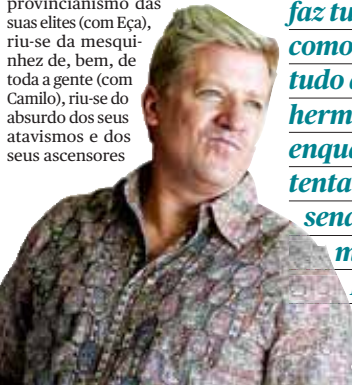 provincianismo das
suas elites (com Eça),
riu-se da mesqui-
nhez de, bem, de
toda a gente (com
Camilo), riu-se do
absurdo dos seus
atavismos e dos
seus ascensores
faz tu
como
tudo
herm
enqu
tenta
send
m